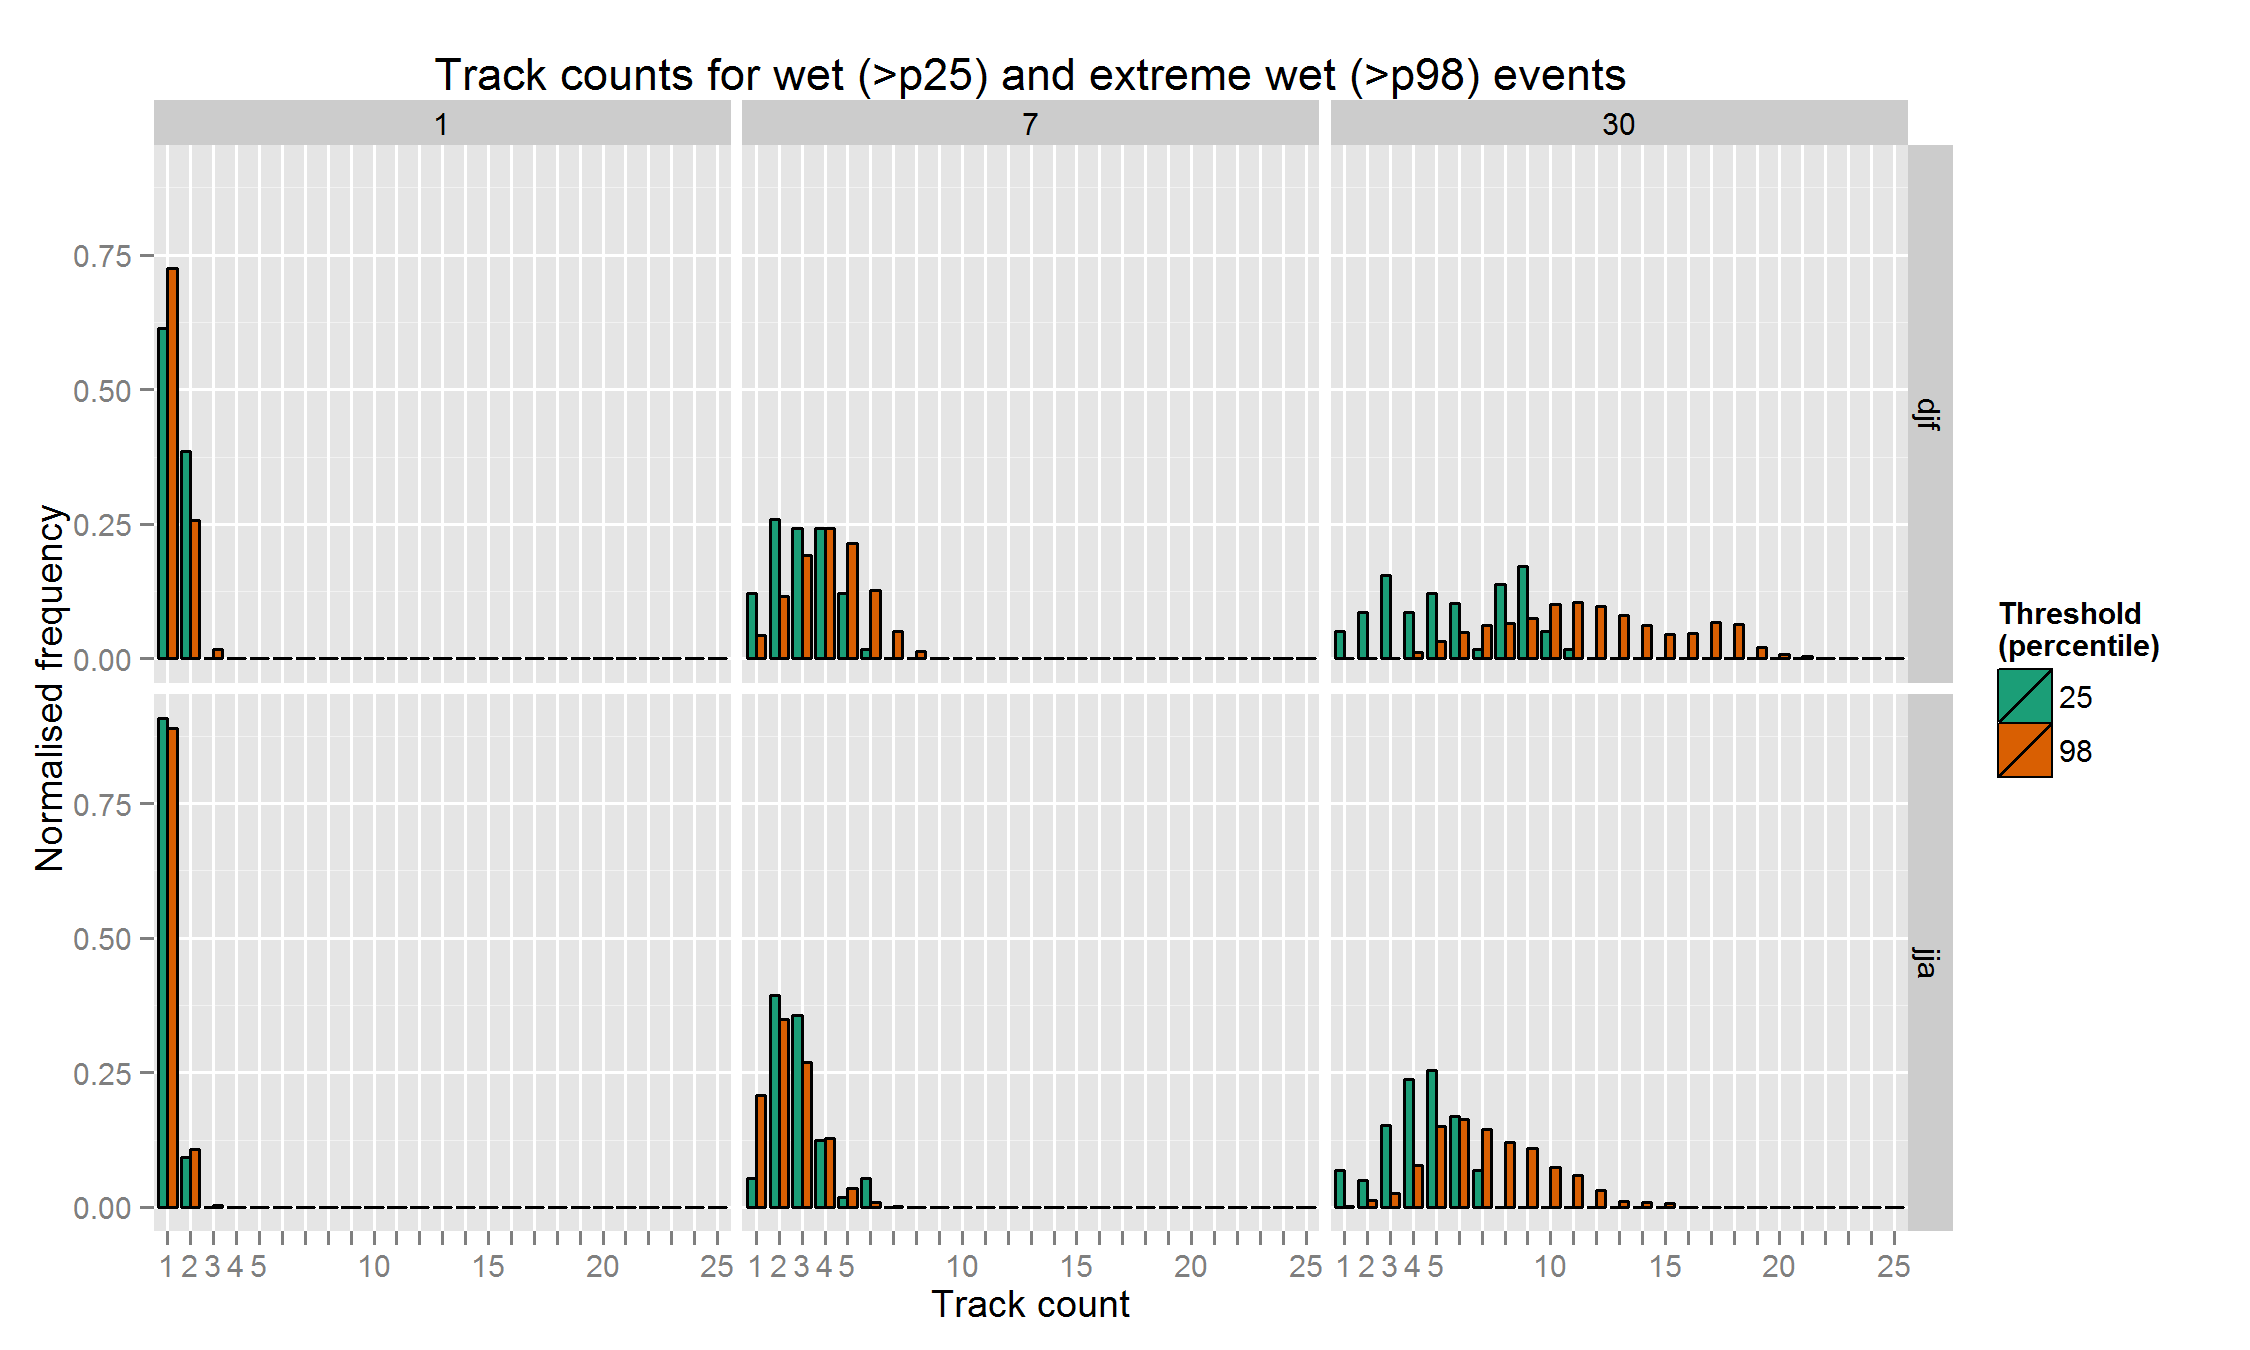 Track counts for wet (>p25) and extreme wet (>p98) events
1 7 30
0.75
0.50
0.25
0.00
djf
0.75
0.50
0.25
0.00
jja
1 2 3 4 5 10 15 20 25 1 2 3 4 5 10 15 20 25 1 2 3 4 5 10 15 20 25
Track count
Normalised frequency
Threshold
(percentile)
25
98